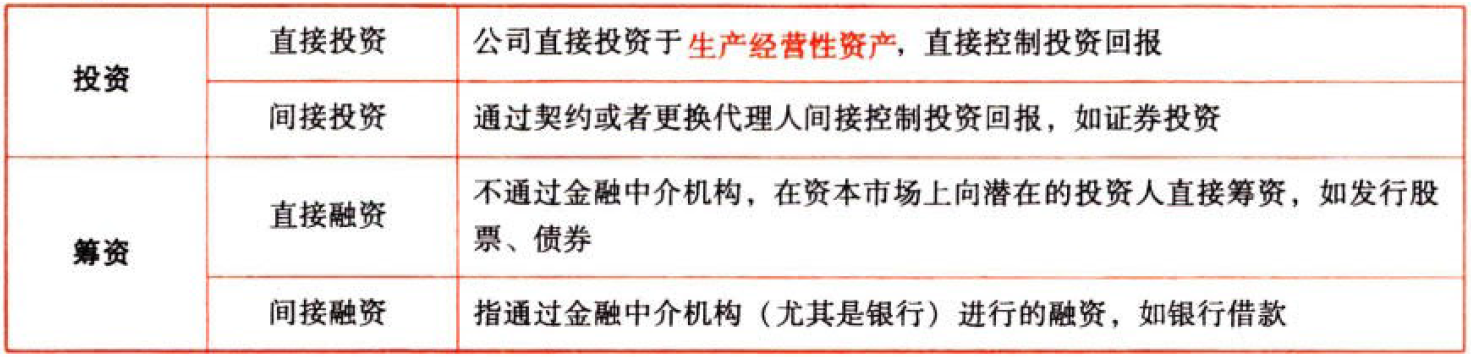 投资
直接投资
公司直接投资于生产经营性资产，直接控制投资回报
间接投资
通过契约或者更换代理人间接控制投资回报，如证券投资
筹资
直接融资
不通过金融中介机构，在资本市场上向潜在的投资人直接筹资，如发行股
票、债券
间接融资
指通过金融中介机构（尤其是银行）进行的融资，如银行借款